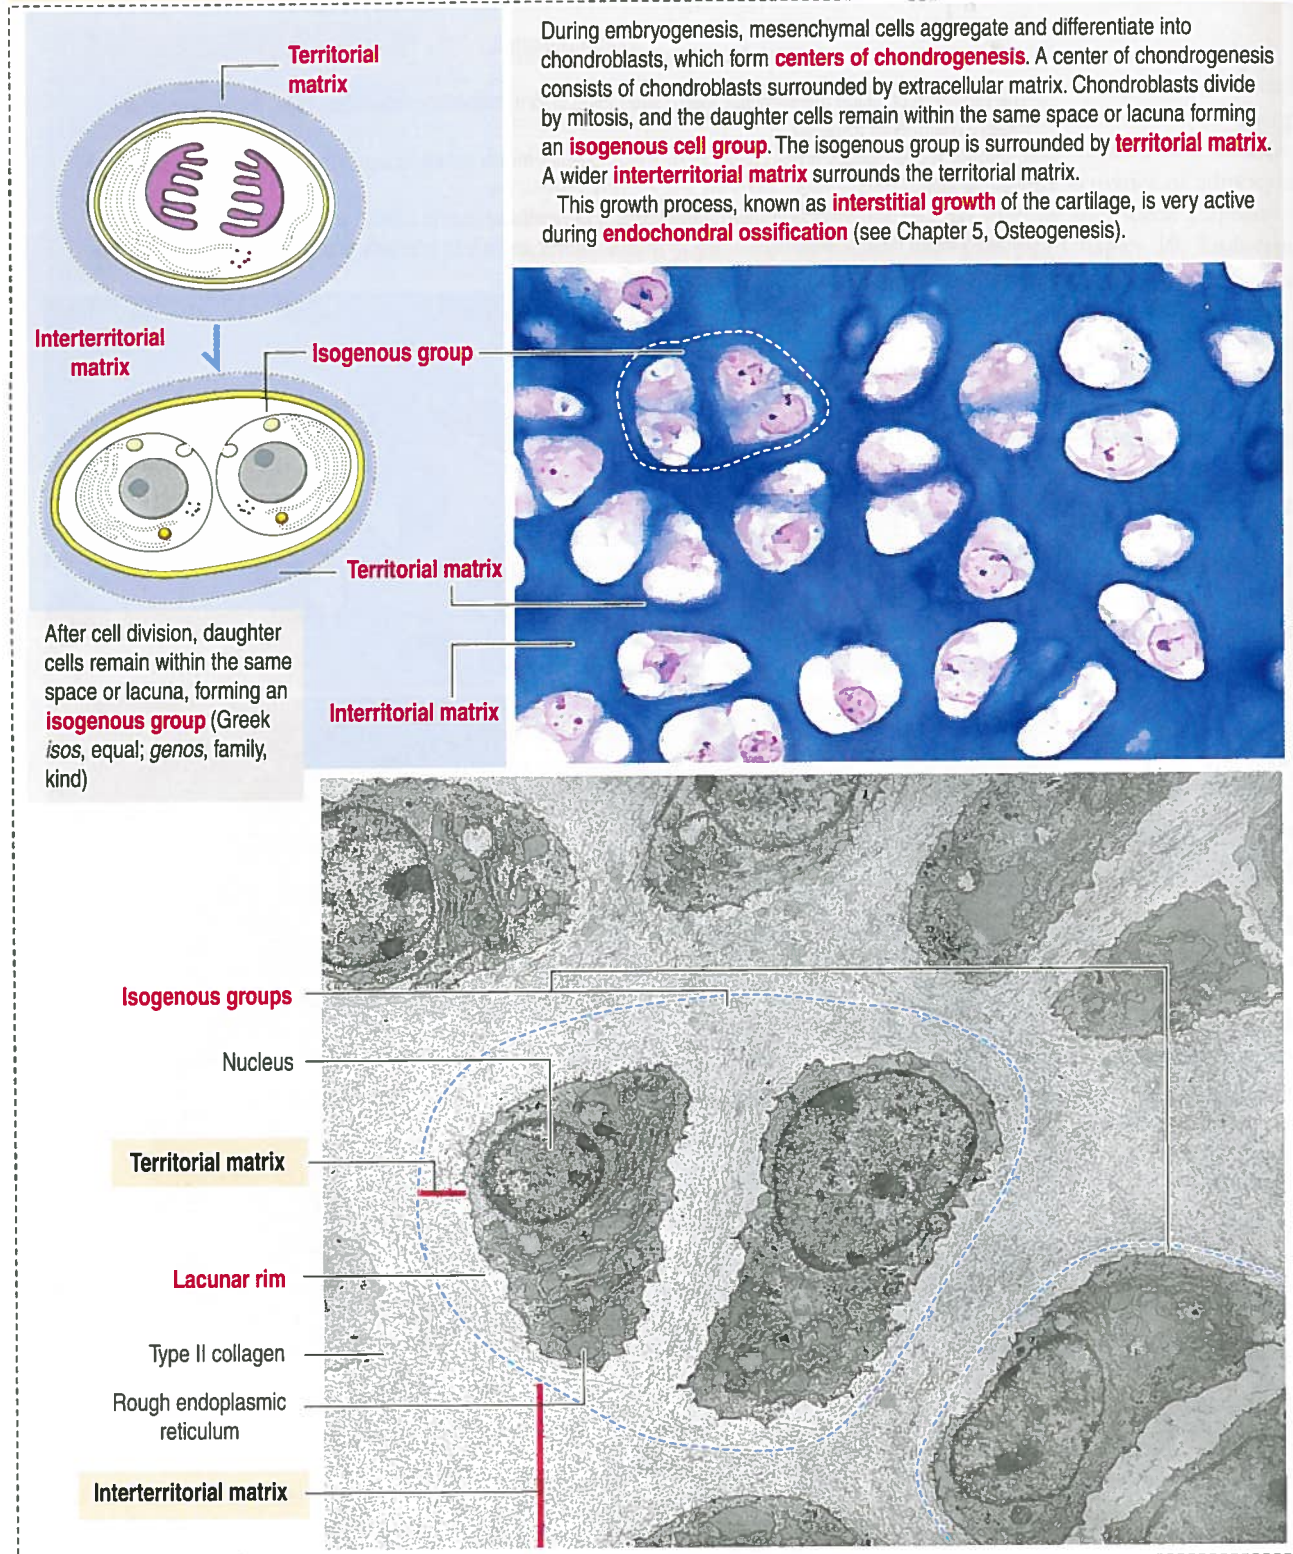 Territorial
matrix
During embryogenesis, mesenchymal cells aggregate and differentiate into
chondroblasts, which form centers of chondrogenesis. A center of chondrogenesis
consists of chondroblasts surrounded by extracellular matrix. Chondroblasts divide
by mitosis, and the daughter cells remain within the same space or lacuna forming
an isogenous cell group. The isogenous group is surrounded by territorial matrix.
A wider interterritorial matrix surrounds the territorial matrix.
This growth process, known as interstitial growth of the cartilage, is very active
during endochondral ossification (see Chapter 5, Osteogenesis).
Interterritorial
matrix
Isogenous group
Territorial matrix
After cell division, daughter
cells remain within the same
space or lacuna, forming an
isogenous group (Greek
isos, equal; genos, family,
kind)
Interritorial matrix
Isogenous groups
Nucleus
Territorial matrix
Lacunar rim
Type II collagen
Rough endoplasmic
reticulum
Interterritorial matrix